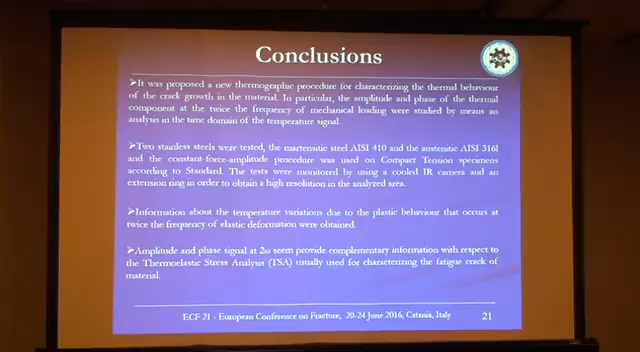 Conclusions
➢It was proposed a new thermographic procedure for characterizing the thermal behaviour
of the crack growth in the material. In particular, the amplitude and phase of the thermal
component at the twice the frequency of mechanical loading were studied by means an
analysis in the time domain of the temperature signal.
➢Two stainless steels were tested, the martensitic steel AISI 410 and the austenitic AISI 316l
and the constant-force-amplitude procedure was used on Compact Tension specimens
according to Standard. The tests were monitored by using a cooled IR camera and an
extension ring in order to obtain a high resolution in the analyzed area.
➢Information about the temperature variations due to the plastic behaviour that occurs at
twice the frequency of elastic deformation were obtained.
➢Amplitude and phase signal at 2ω seem provide complementary information with respect to
the Thermoelastic Stress Analysis (TSA) usually used for characterizing the fatigue crack of
material.
ECF 21 - European Conference on Fracture, 20-24 June 2016, Catania, Italy 21